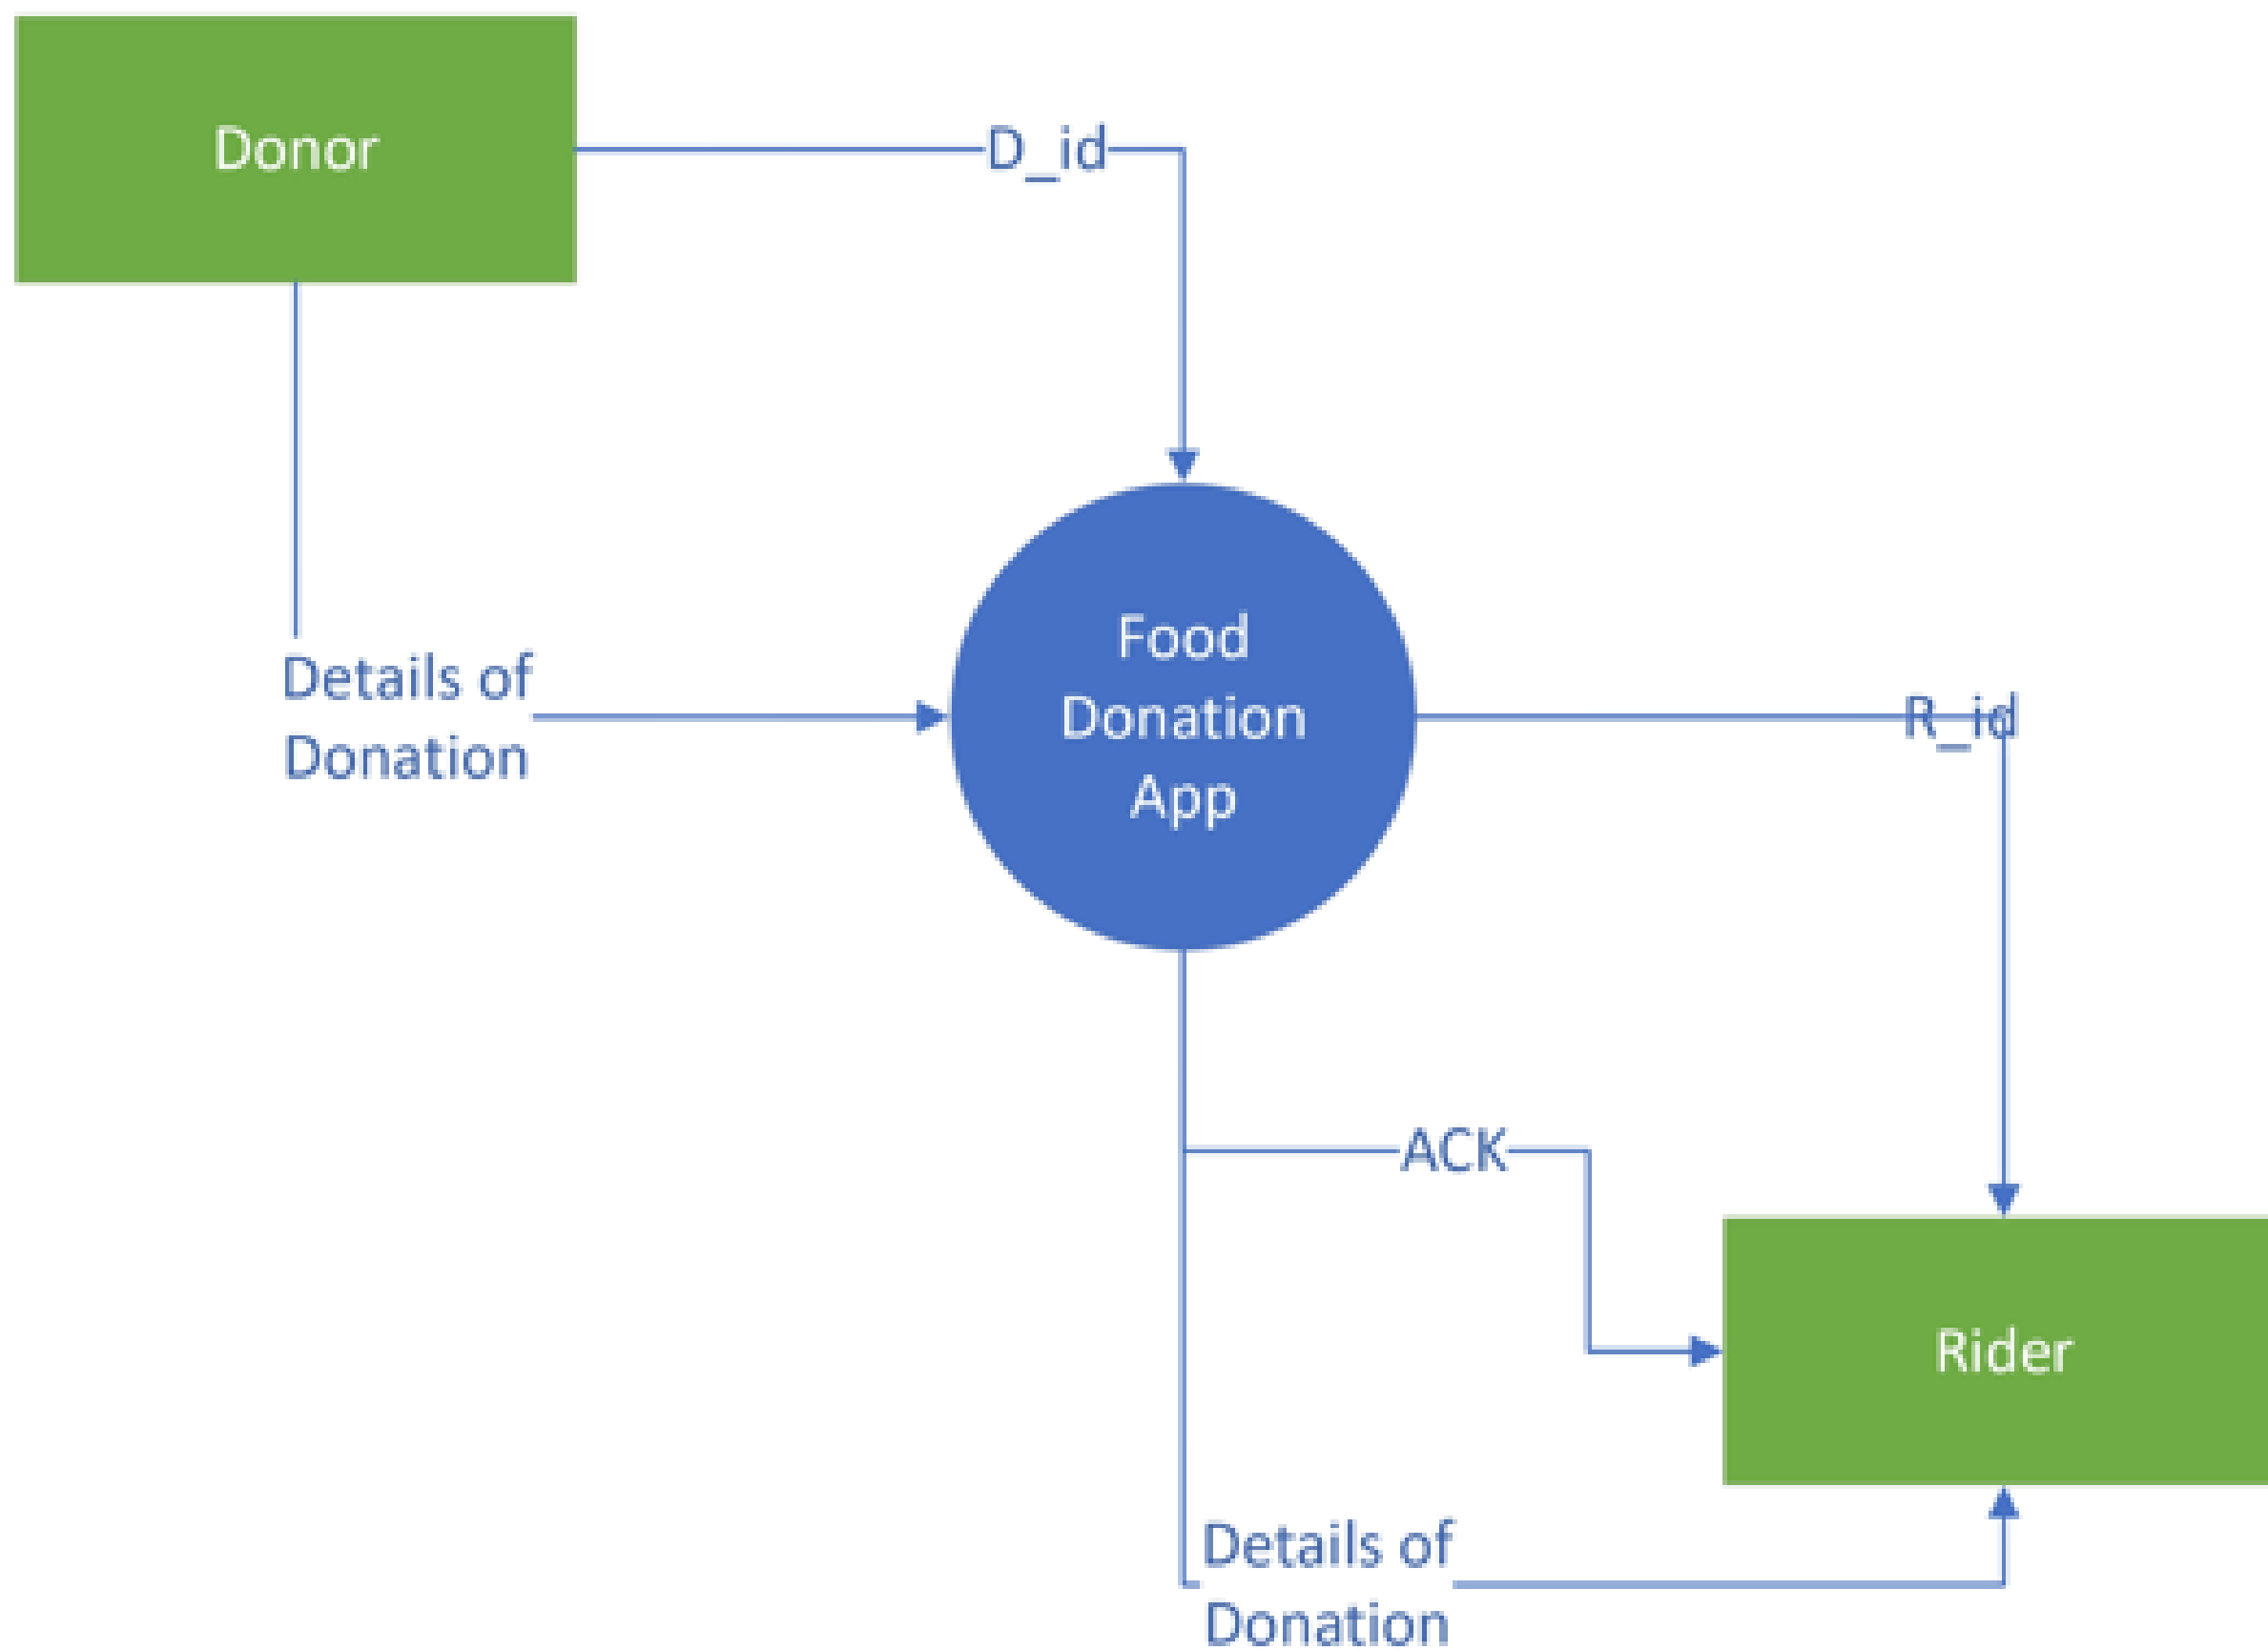 Donor
D_id
Details of
Donation
Food
Donation
App
R_id
ACK
Rider
Details of
Donation